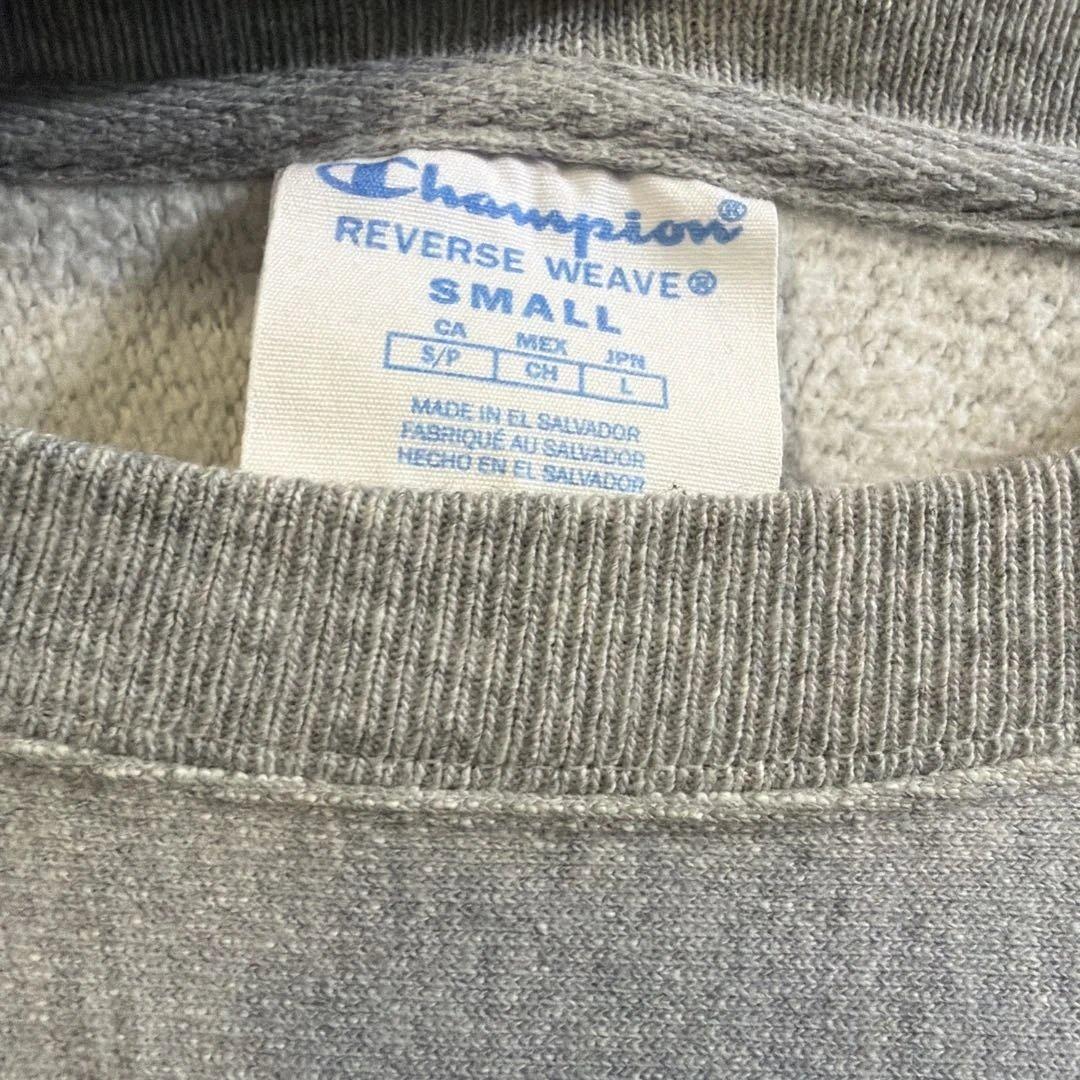 Champion®
REVERSE WEAVE®
SMALL
CA MEX JPN
S/P CH L
MADE IN EL SALVADOR
FABRIQUÉ AU SALVADOR
HECHO EN EL SALVADOR